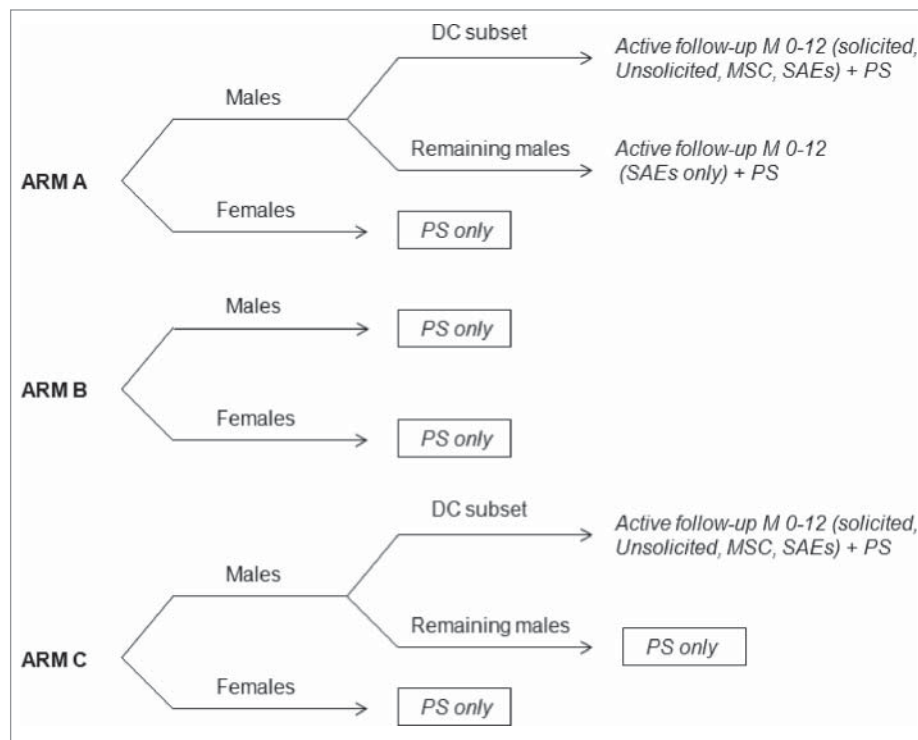 DC subset
Active follow-up M 0-12 (solicited,
Unsolicited, MSC, SAEs) + PS
Males
Remaining males
Active follow-up M 0-12
(SAEs only) + PS
ARM A
Females
PS only
Males
PS only
ARM B
Females
PS only
DC subset
Active follow-up M 0-12 (solicited,
Unsolicited, MSC, SAEs) + PS
Males
Remaining males
PS only
ARM C
Females
PS only